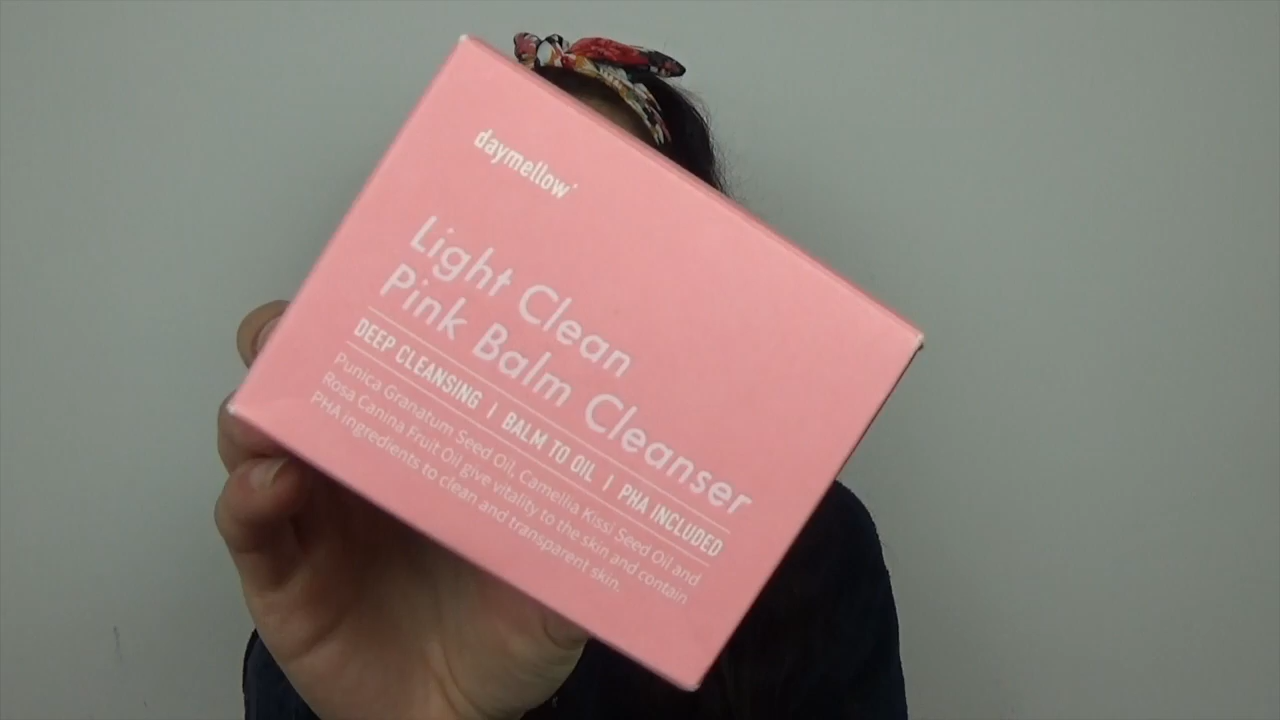 daymellow'
Light Clean
Pink Balm Cleanser
DEEP CLEANSING | BALM TO OIL | PHA INCLUDED
Punica Granatum Seed Oil, Camellia Kissi Seed Oil and
Rosa Canina Fruit Oil give vitality to the skin and contain
PHA ingredients to clean and transparent skin.